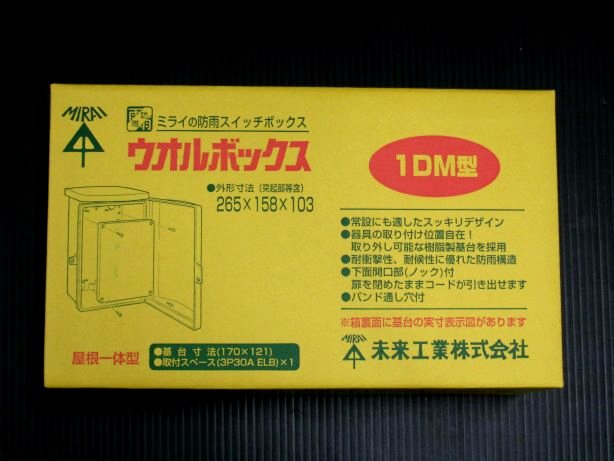 MIRAI
防雨
ミライの防雨スイッチボックス
ウオルボックス
●外形寸法(突起部等含)
265×158×103
1DM型
●常設にも適したスッキリデザイン
●器具の取り付け位置自在!
取り外し可能な樹脂製基台を採用
●耐衝撃性、耐候性に優れた防雨構造
●下面開口部(ノック)付
扉を閉めたままコードが引き出せます
●バンド通し穴付
※箱裏面に基台の実寸表示図があります
屋根一体型
●基台寸法(170×121)
●取付スペース(3P30A ELB)×1
MIRAI
未来工業株式会社